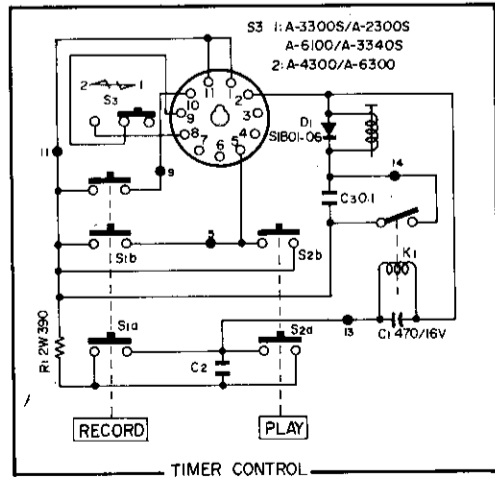 S3 1: A-3300S/A-2300S
A-6100/A-3340S
2: A-4300/A-6300
2 1
S3
11 1
10 2
9 3
8 4
7 6 5
D1
S1B01-06
11
9
14
C3 0.1
S1b
5
S2b
K1
R1 2W 390
S1a
S2a
13
C1 470/16V
C2
RECORD
PLAY
TIMER CONTROL